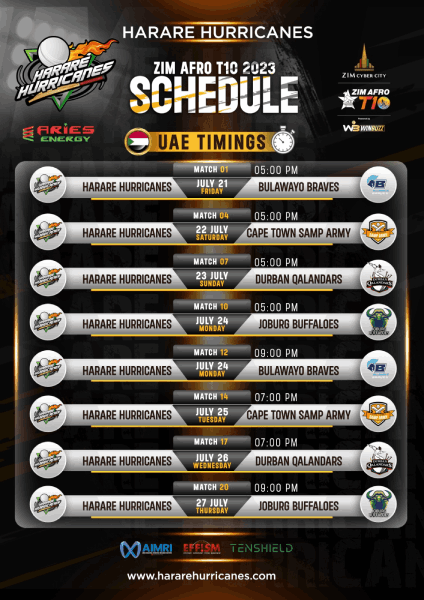 HARARE HURRICANES
HARARE
HURRICANES
ZIM AFRO T10 2023
SCHEDULE
ZIM CYBER CITY
ZIM AFRO
T10
WINBUZZ
ARIES
ENERGY
UAE TIMINGS
MATCH 01 05:00 PM
HARARE HURRICANES JULY 21 FRIDAY BULAWAYO BRAVES
MATCH 04 05:00 PM
HARARE HURRICANES 22 JULY SATURDAY CAPE TOWN SAMP ARMY
MATCH 07 05:00 PM
HARARE HURRICANES 23 JULY SUNDAY DURBAN QALANDARS
MATCH 10 05:00 PM
HARARE HURRICANES JULY 24 MONDAY JOBURG BUFFALOES
MATCH 12 09:00 PM
HARARE HURRICANES JULY 24 MONDAY BULAWAYO BRAVES
MATCH 14 07:00 PM
HARARE HURRICANES JULY 25 TUESDAY CAPE TOWN SAMP ARMY
MATCH 17 07:00 PM
HARARE HURRICANES JULY 26 WEDNESDAY DURBAN QALANDARS
MATCH 20 09:00 PM
HARARE HURRICANES 27 JULY THURSDAY JOBURG BUFFALOES
AIMRI EFEISM TENSHIELD
www.hararehurricanes.com